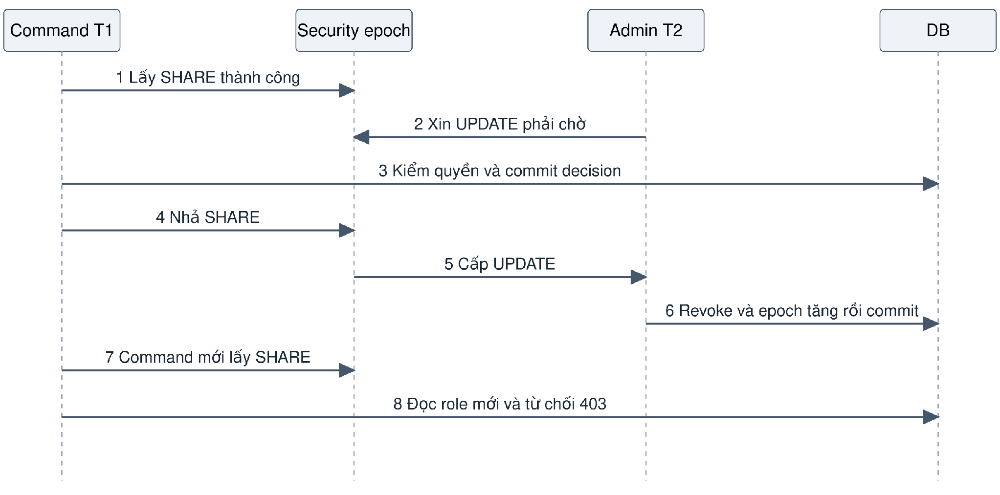 Command T1
Security epoch
Admin T2
DB
1 Lấy SHARE thành công
2 Xin UPDATE phải chờ
3 Kiểm quyền và commit decision
4 Nhả SHARE
5 Cấp UPDATE
6 Revoke và epoch tăng rồi commit
7 Command mới lấy SHARE
8 Đọc role mới và từ chối 403